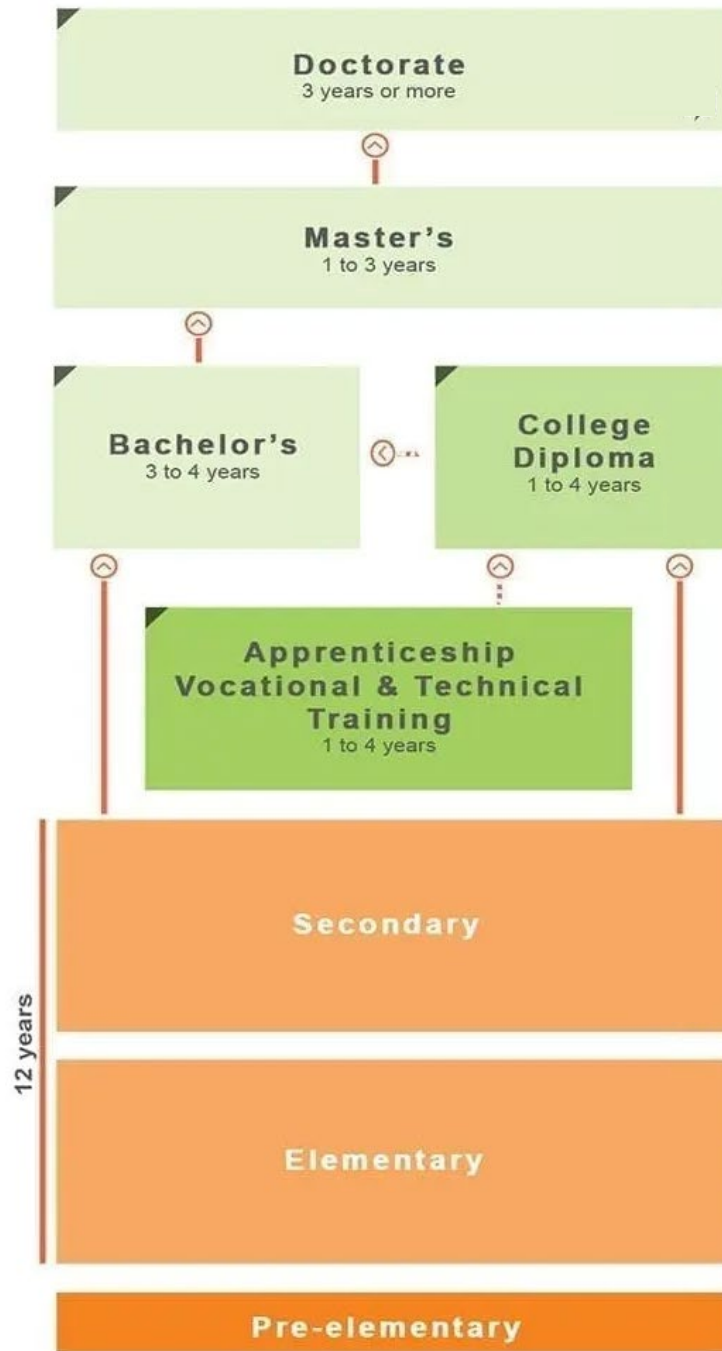 Doctorate
3 years or more
Master's
1 to 3 years
Bachelor's
3 to 4 years
College
Diploma
1 to 4 years
Apprenticeship
Vocational & Technical
Training
1 to 4 years
Secondary
12 years
Elementary
Pre-elementary